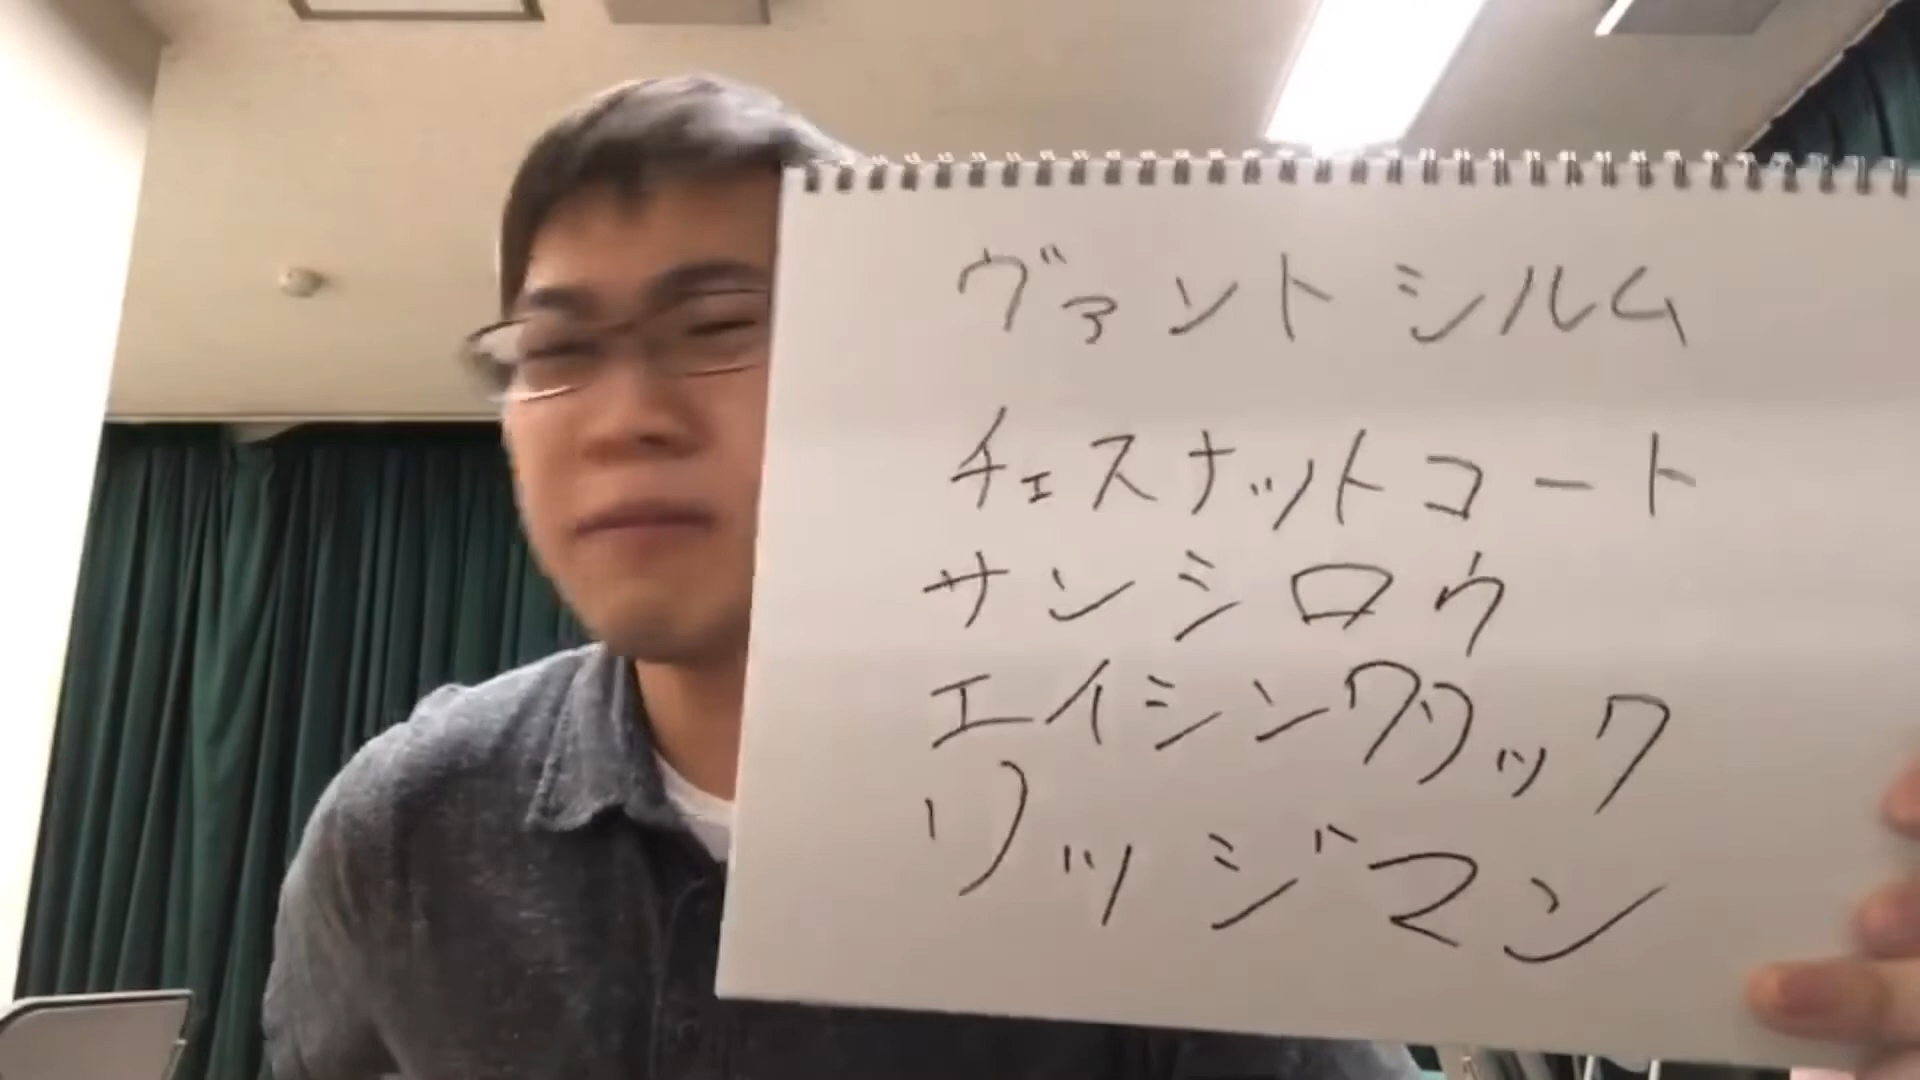 ヴァントシルム
チェスナットコート
サンシロウ
エイシンクリック
リッジマン